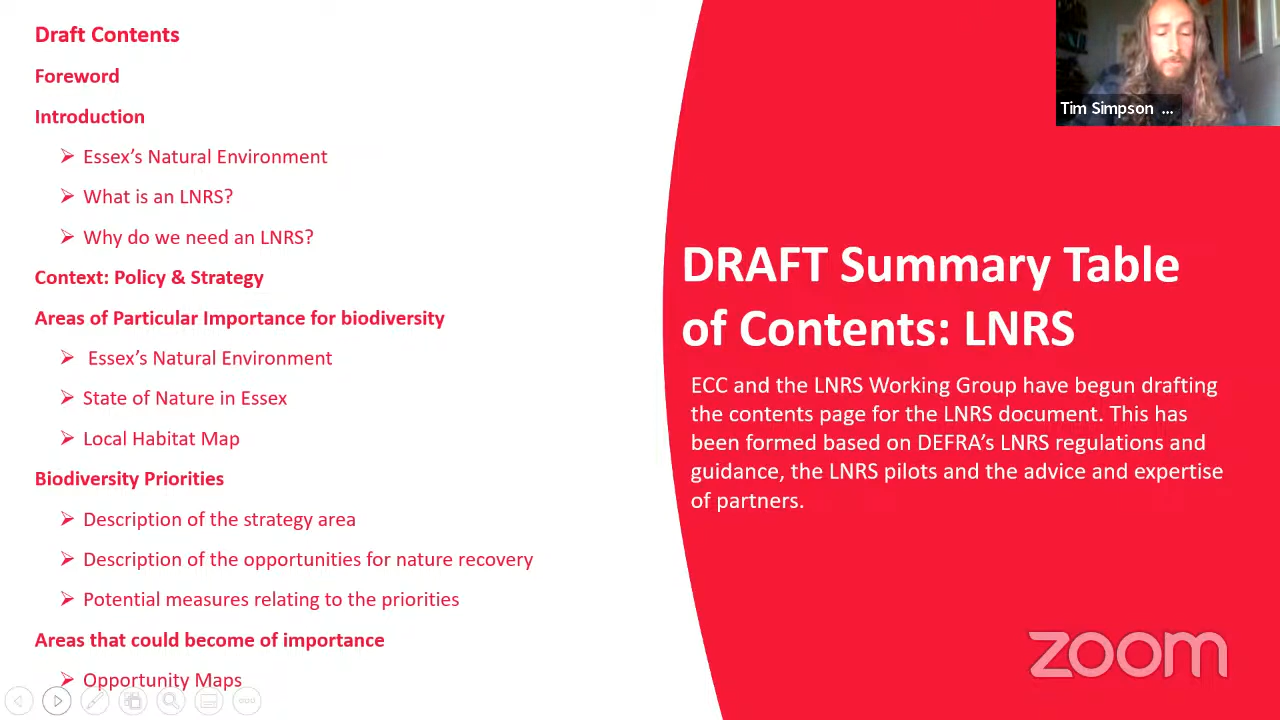 Draft Contents
Foreword
Introduction
Essex's Natural Environment
What is an LNRS?
Why do we need an LNRS?
Context: Policy & Strategy
Areas of Particular Importance for biodiversity
Essex's Natural Environment
State of Nature in Essex
Local Habitat Map
Biodiversity Priorities
Description of the strategy area
Description of the opportunities for nature recovery
Potential measures relating to the priorities
Areas that could become of importance
Opportunity Maps
Tim Simpson ...
DRAFT Summary Table
of Contents: LNRS
ECC and the LNRS Working Group have begun drafting
the contents page for the LNRS document. This has
been formed based on DEFRA's LNRS regulations and
guidance, the LNRS pilots and the advice and expertise
of partners.
zoom